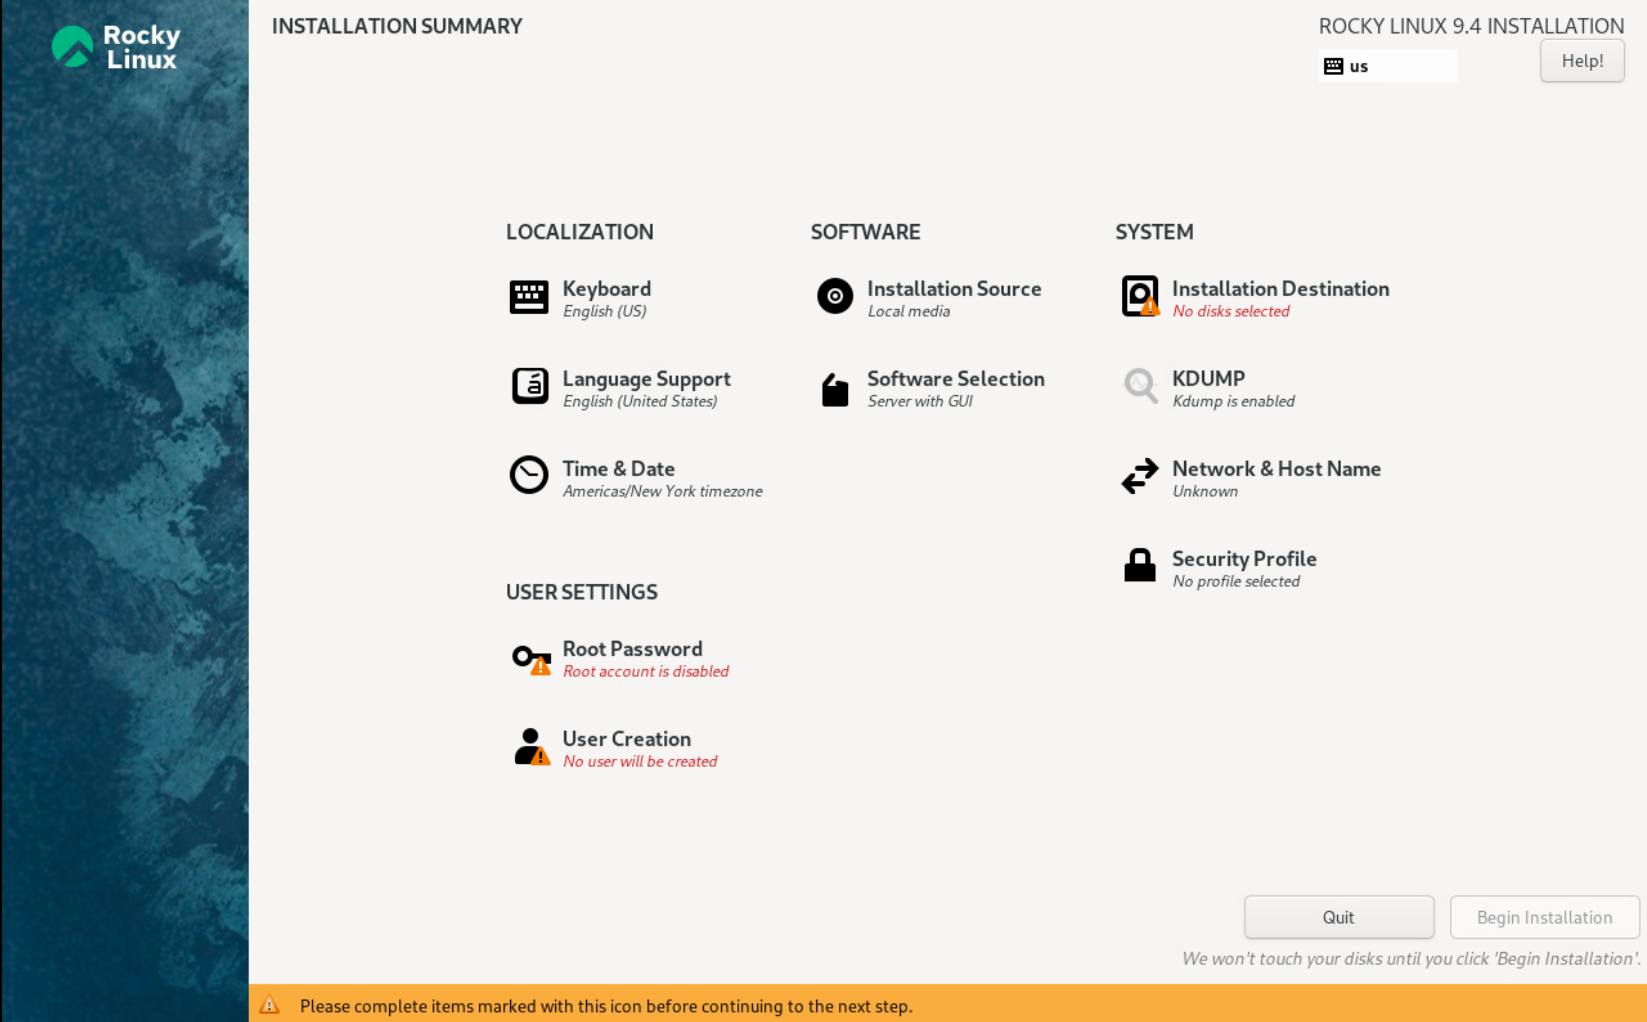 Rocky
Linux
INSTALLATION SUMMARY
ROCKY LINUX 9.4 INSTALLATION
us
Help!
LOCALIZATION
Keyboard
English (US)
Language Support
English (United States)
Time & Date
Americas/New York timezone
SOFTWARE
Installation Source
Local media
Software Selection
Server with GUI
SYSTEM
Installation Destination
No disks selected
KDUMP
Kdump is enabled
Network & Host Name
Unknown
Security Profile
No profile selected
USER SETTINGS
Root Password
Root account is disabled
User Creation
No user will be created
Quit
Begin Installation
We won't touch your disks until you click 'Begin Installation'.
Please complete items marked with this icon before continuing to the next step.